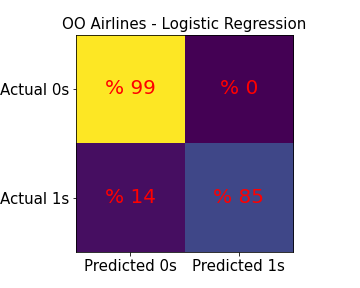 OO Airlines - Logistic Regression
Actual 0s
% 99
% 0
Actual 1s
% 14
% 85
Predicted 0s
Predicted 1s